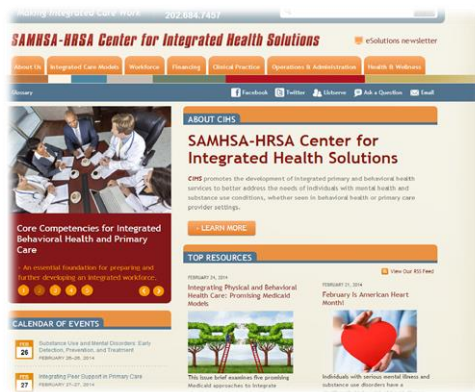 Making Integrated Care Work 202.684.7457
SAMHSA-HRSA Center for Integrated Health Solutions
eSolutions newsletter
About Us Integrated Care Models Workforce Financing Clinical Practice Operations & Administration Health & Wellness
Glossary Facebook Twitter Listserve Ask a Question Email
ABOUT CIHS
SAMHSA-HRSA Center for
Integrated Health Solutions
CIHS promotes the development of integrated primary and behavioral health
services to better address the needs of individuals with mental health and
substance use conditions, whether seen in behavioral health or primary care
provider settings.
LEARN MORE
Core Competencies for Integrated
Behavioral Health and Primary
Care
- An essential foundation for preparing and
further developing an integrated workforce.
1 2 3 4 5
TOP RESOURCES
View Our RSS Feed
FEBRUARY 24, 2014
Integrating Physical and Behavioral
Health Care: Promising Medicaid
Models
This issue brief examines five promising
Medicaid approaches to integrate
FEBRUARY 21, 2014
February Is American Heart
Month!
Individuals with serious mental illness and
substance use disorders have a
CALENDAR OF EVENTS
FEB
26
Substance Use and Mental Disorders: Early
Detection, Prevention, and Treatment
FEBRUARY 26-28, 2014
FEB
27
Integrating Peer Support in Primary Care
FEBRUARY 27-27, 2014